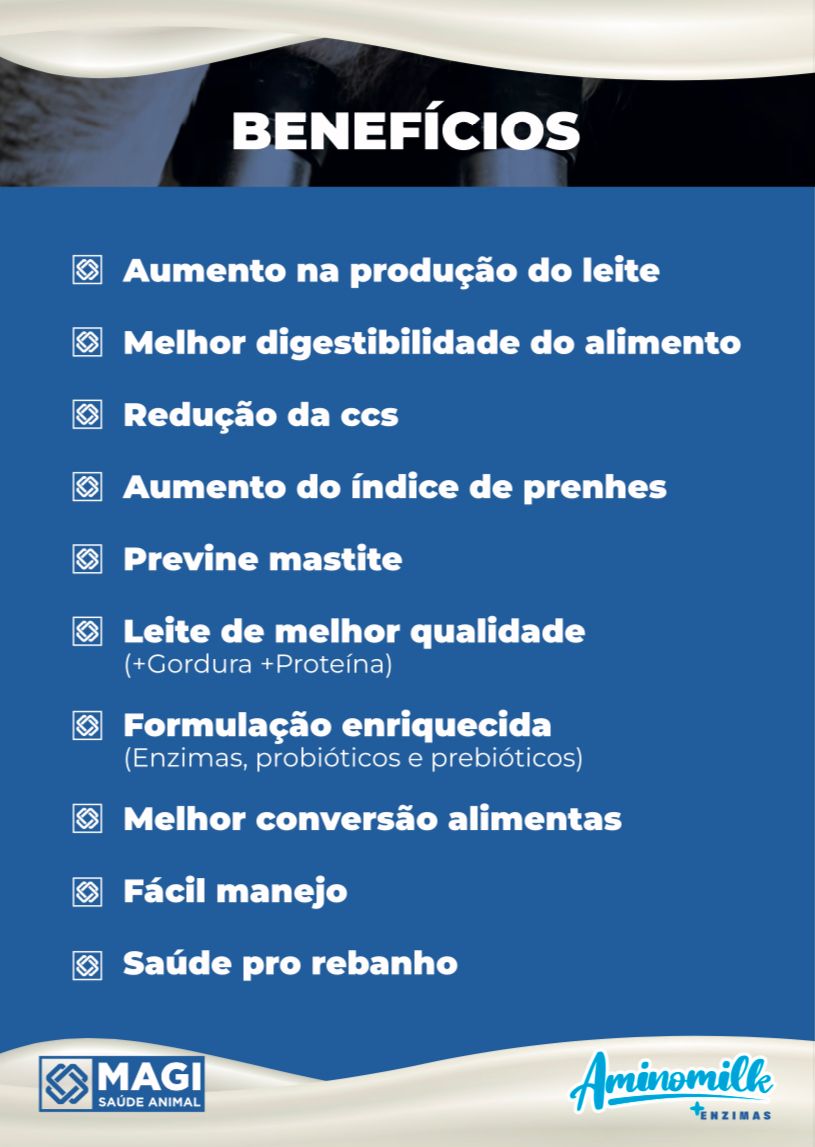 BENEFÍCIOS
Aumento na produção do leite
Melhor digestibilidade do alimento
Redução da ccs
Aumento do índice de prenhes
Previne mastite
Leite de melhor qualidade
(+Gordura +Proteína)
Formulação enriquecida
(Enzimas, probióticos e prebióticos)
Melhor conversão alimentas
Fácil manejo
Saúde pro rebanho
MAGI
SAÚDE ANIMAL
Aminomilk
+ENZIMAS